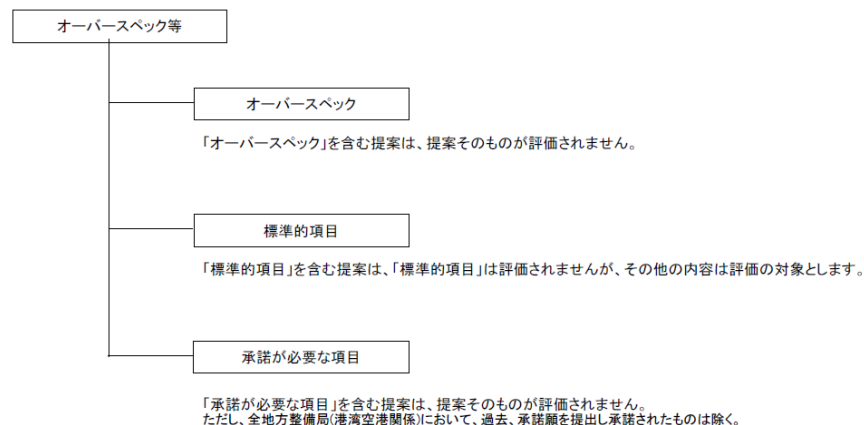 オーバースペック等
オーバースペック
「オーバースペック」を含む提案は、提案そのものが評価されません。
標準的項目
「標準的項目」を含む提案は、「標準的項目」は評価されませんが、その他の内容は評価の対象とします。
承諾が必要な項目
「承諾が必要な項目」を含む提案は、提案そのものが評価されません。
ただし、全地方整備局(港湾空港関係)において、過去、承諾願を提出し承諾されたものは除く。